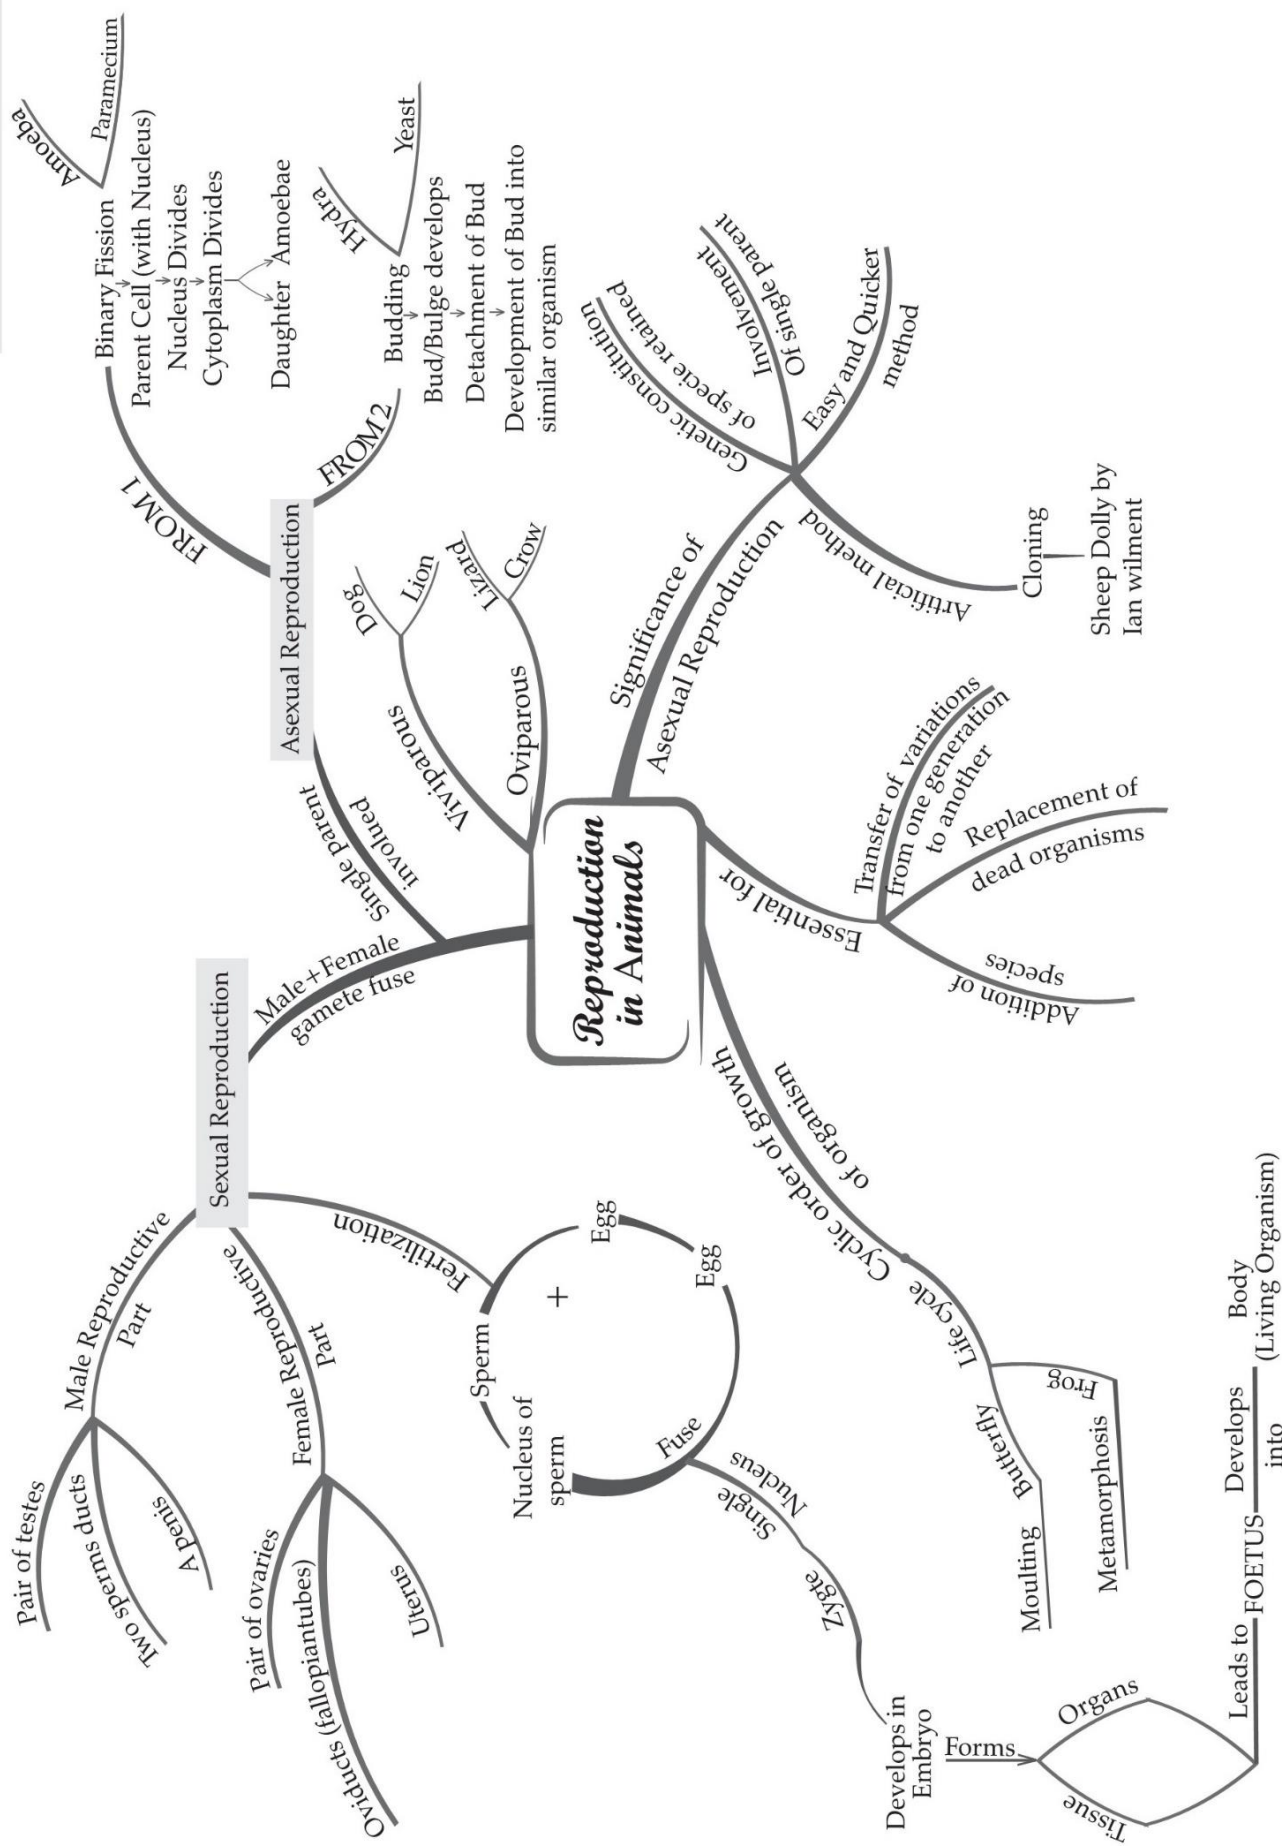 Reproduction
in Animals
Male+Female
gamete fuse
Sexual Reproduction
Male Reproductive
Part
Pair of testes
Two sperms ducts
A penis
Female Reproductive
Part
Pair of ovaries
Oviducts (fallopiantubes)
Uterus
Fertilization
Sperm
+
Egg
Egg
Nucleus of
sperm
Fuse
Single
Nucleus
Zygte
Develops in
Embryo
Forms
Tissue
Organs
Leads to
FOETUS
Develops
into
Body
(Living Organism)
Single parent
involued
Asexual Reproduction
FROM 1
Binary Fission
Amoeba
Paramecium
Parent Cell (with Nucleus)
Nucleus Divides
Cytoplasm Divides
Daughter Amoebae
FROM 2
Budding
Hydra
Yeast
Bud/Bulge develops
Detachment of Bud
Development of Bud into
similar organism
Viviparous
Dog
Lion
Oviparous
Lizard
Crow
Significance of
Asexual Reproduction
Genetic constitution
of specie retained
Involvement
Of single parent
Easy and Quicker
method
Artificial method
Cloning
Sheep Dolly by
Ian wilment
Essential for
Transfer of variations
from one generation
to another
Replacement of
dead organisms
Addition of
species
Cyclic order of growth
of organism
Life cycle
Butterfly
Moulting
Frog
Metamorphosis